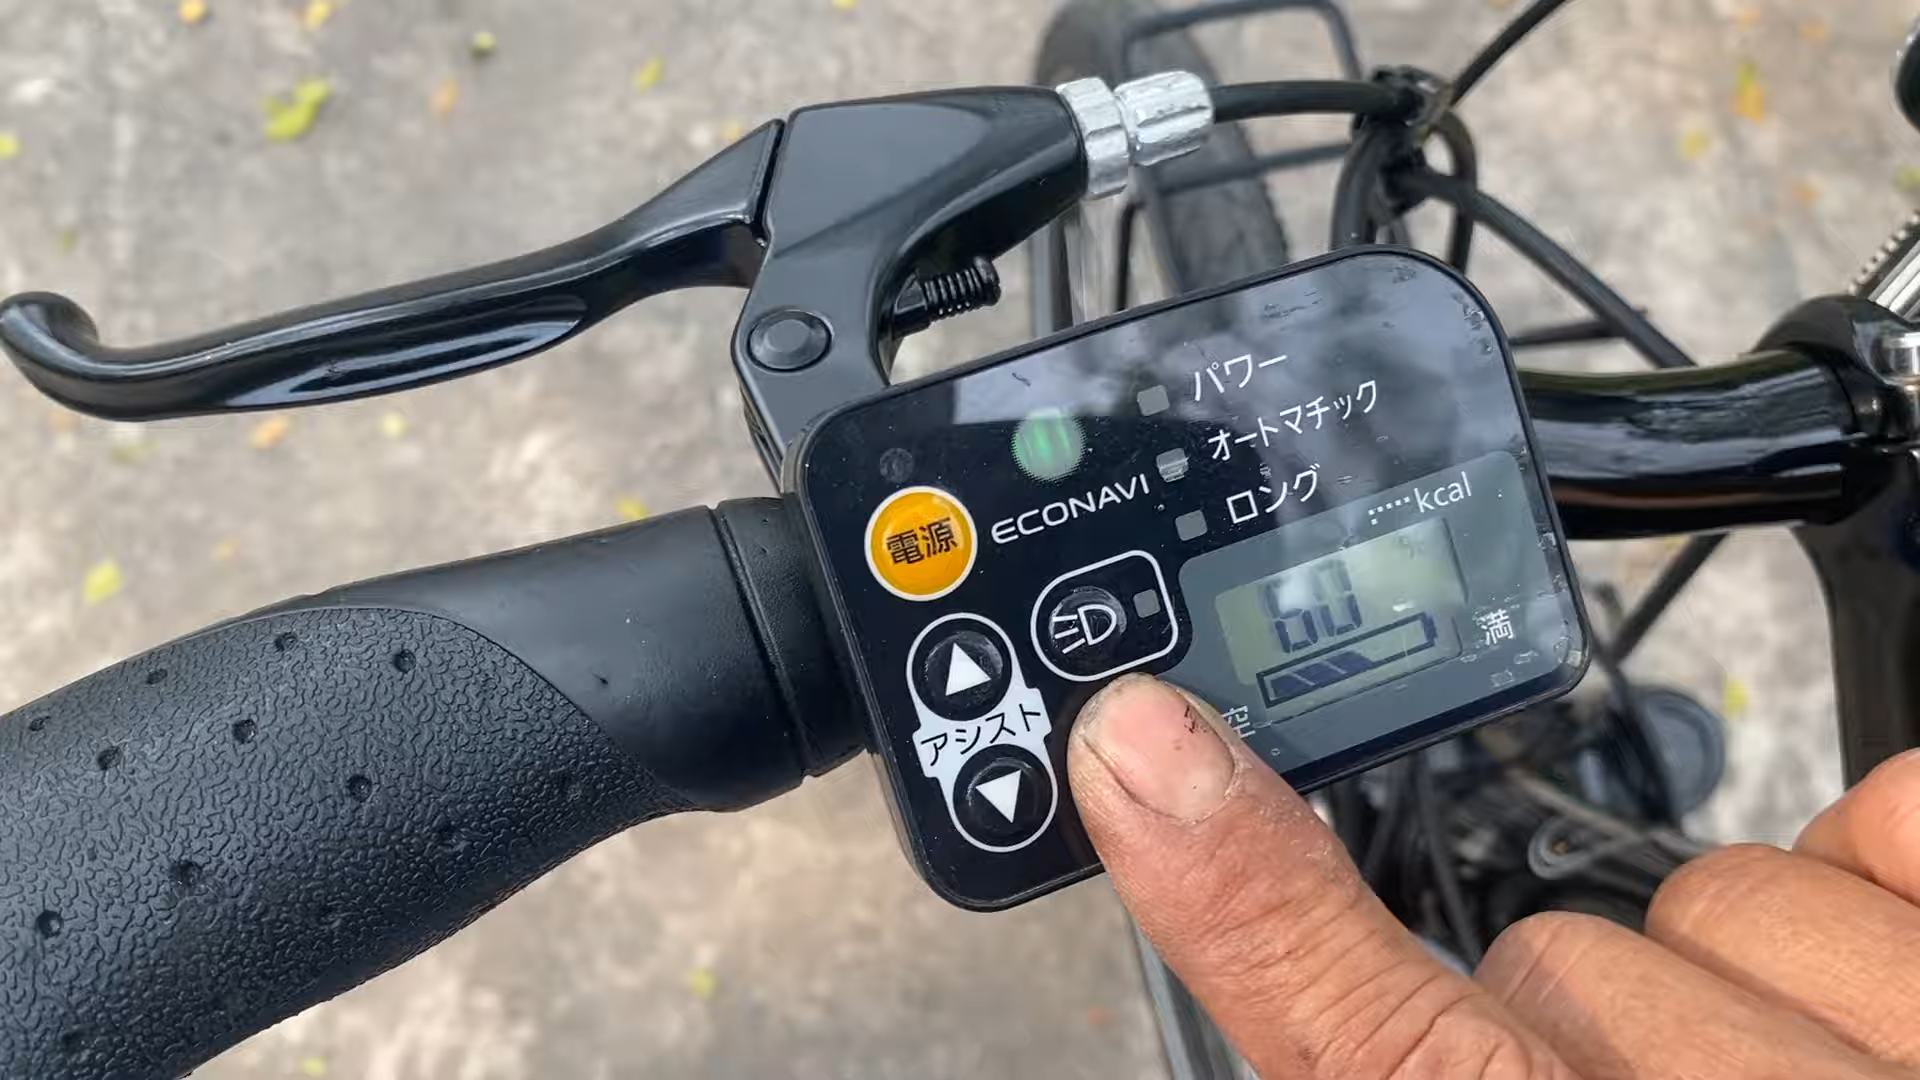 パワー
オートマチック
ロング
ECONAVI
電源
kcal
60
%
満
空
アシスト